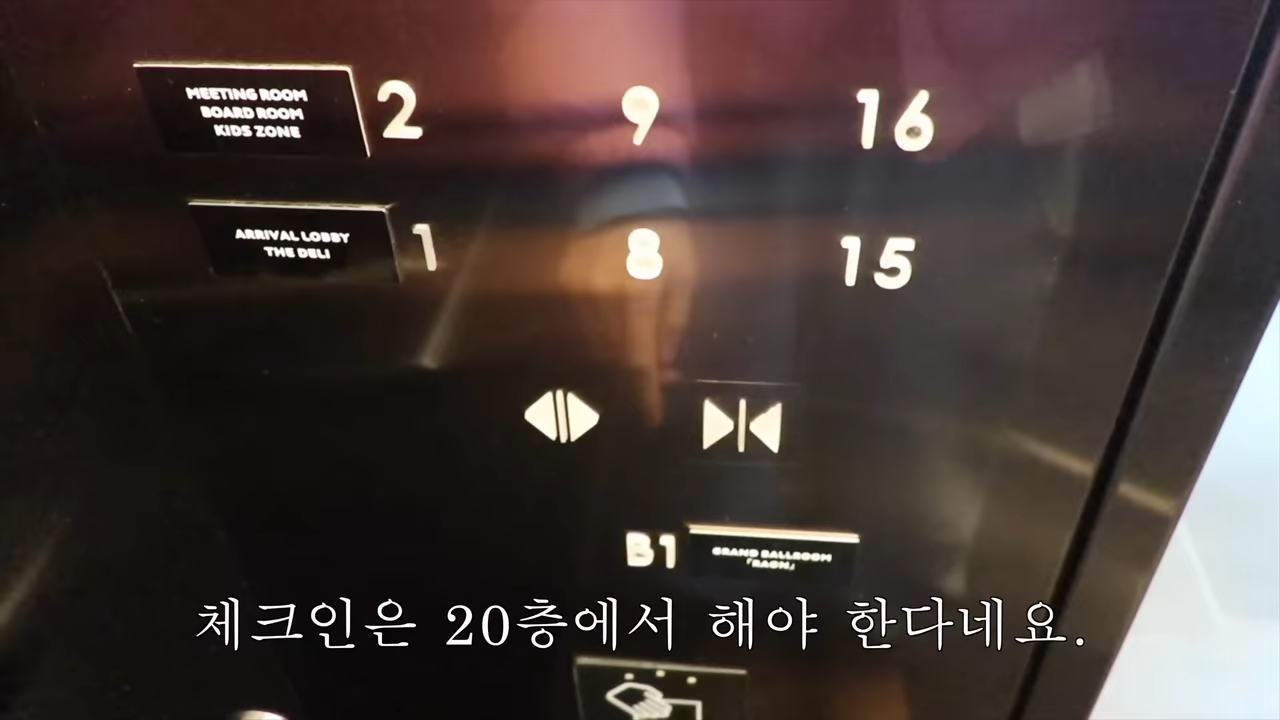 MEETING ROOM
BOARD ROOM
KIDS ZONE
2
9
16
ARRIVAL LOBBY
THE DELI
1
8
15
B1
GRAND BALLROOM
「RAON」
체크인은 20층에서 해야 한다네요.